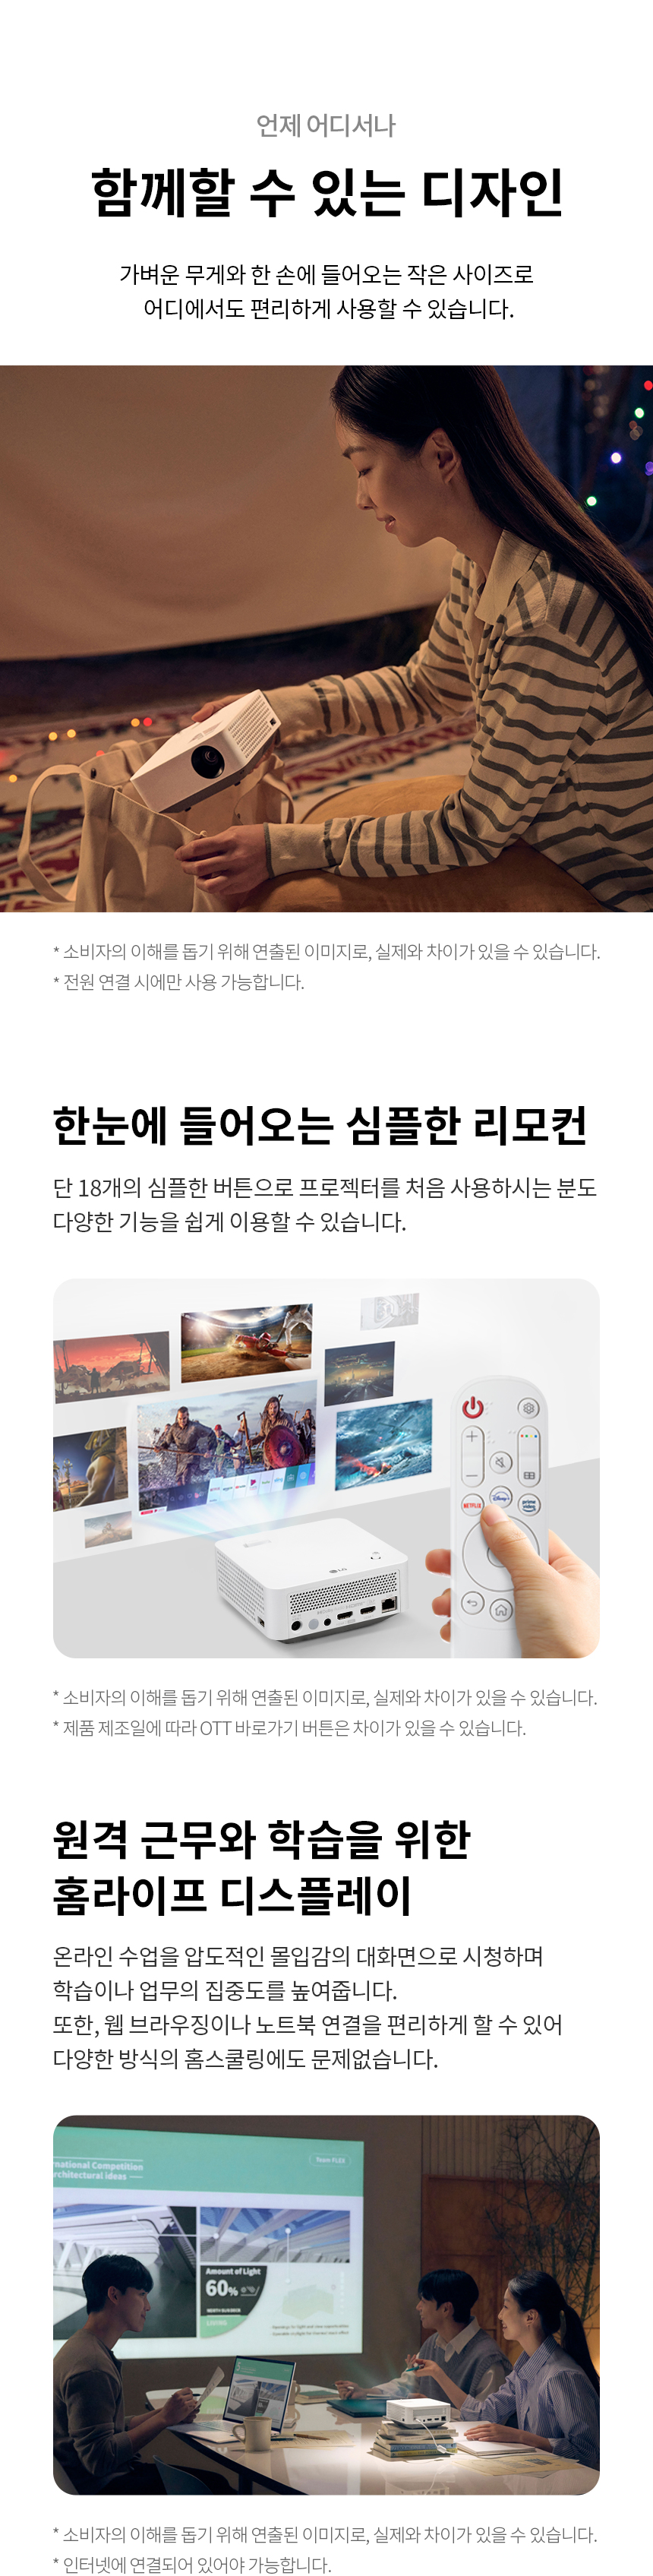 언제 어디서나
함께할 수 있는 디자인
가벼운 무게와 한 손에 들어오는 작은 사이즈로
어디에서도 편리하게 사용할 수 있습니다.
* 소비자의 이해를 돕기 위해 연출된 이미지로, 실제와 차이가 있을 수 있습니다.
* 전원 연결 시에만 사용 가능합니다.
한눈에 들어오는 심플한 리모컨
단 18개의 심플한 버튼으로 프로젝터를 처음 사용하시는 분도
다양한 기능을 쉽게 이용할 수 있습니다.
NETFLIX
Disney+
prime video
LG
* 소비자의 이해를 돕기 위해 연출된 이미지로, 실제와 차이가 있을 수 있습니다.
* 제품 제조일에 따라 OTT 바로가기 버튼은 차이가 있을 수 있습니다.
원격 근무와 학습을 위한
홈라이프 디스플레이
온라인 수업을 압도적인 몰입감의 대화면으로 시청하며
학습이나 업무의 집중도를 높여줍니다.
또한, 웹 브라우징이나 노트북 연결을 편리하게 할 수 있어
다양한 방식의 홈스쿨링에도 문제없습니다.
national Competition
rchitectural ideas
Team FLEX
Amount of Light
60%
* 소비자의 이해를 돕기 위해 연출된 이미지로, 실제와 차이가 있을 수 있습니다.
* 인터넷에 연결되어 있어야 가능합니다.